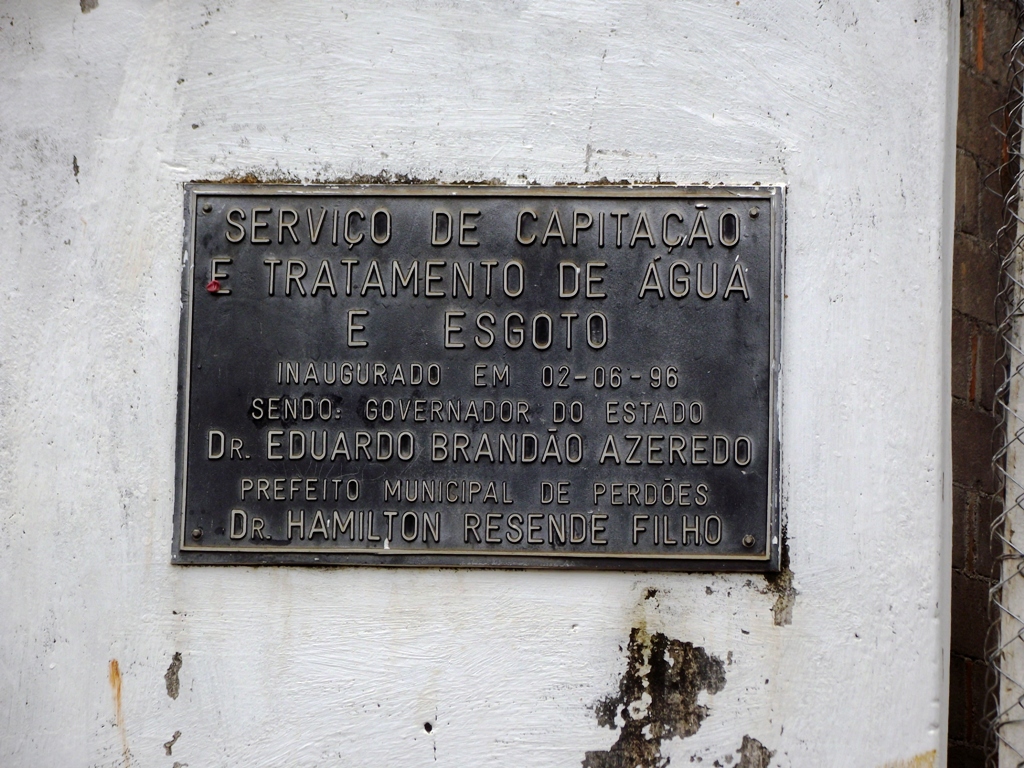 SERVIÇO DE CAPITAÇÃO
E TRATAMENTO DE ÁGUA
E ESGOTO
INAUGURADO EM 02-06-96
SENDO: GOVERNADOR DO ESTADO
DR. EDUARDO BRANDÃO AZEREDO
PREFEITO MUNICIPAL DE PERDÕES
DR. HAMILTON RESENDE FILHO